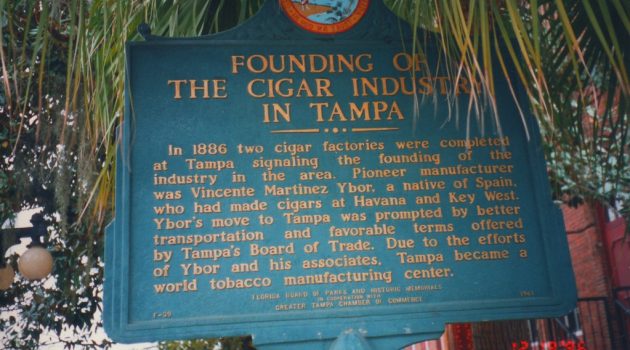 FOUNDING OF
THE CIGAR INDUSTRY
IN TAMPA
In 1886 two cigar factories were completed
at Tampa signaling the founding of the
industry in the area. Pioneer manufacturer
was Vincente Martinez Ybor, a native of Spain,
who had made cigars at Havana and Key West.
Ybor's move to Tampa was prompted by better
transportation and favorable terms offered
by Tampa's Board of Trade. Due to the efforts
of Ybor and his associates, Tampa became a
world tobacco manufacturing center.
FLORIDA BOARD OF PARKS AND HISTORIC MEMORIALS
IN COOPERATION WITH
GREATER TAMPA CHAMBER OF COMMERCE
F-59